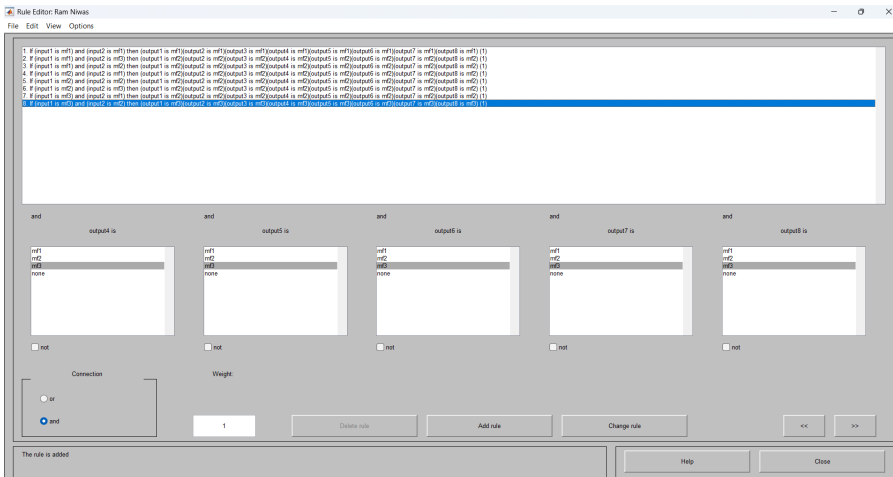 Rule Editor: Ram Niwas
File Edit View Options
1. If (input1 is mf1) and (input2 is mf1) then (output1 is mf1)(output2 is mf1)(output3 is mf1)(output4 is mf1)(output5 is mf1)(output6 is mf1)(output7 is mf1)(output8 is mf1) (1)
2. If (input1 is mf1) and (input2 is mf3) then (output1 is mf2)(output2 is mf2)(output3 is mf2)(output4 is mf2)(output5 is mf2)(output6 is mf2)(output7 is mf2)(output8 is mf2) (1)
3. If (input1 is mf2) and (input2 is mf1) then (output1 is mf2)(output2 is mf2)(output3 is mf2)(output4 is mf2)(output5 is mf2)(output6 is mf2)(output7 is mf2)(output8 is mf2) (1)
4. If (input1 is mf2) and (input2 is mf1) then (output1 is mf2)(output2 is mf2)(output3 is mf2)(output4 is mf2)(output5 is mf2)(output6 is mf2)(output7 is mf2)(output8 is mf2) (1)
5. If (input1 is mf2) and (input2 is mf2) then (output1 is mf2)(output2 is mf2)(output3 is mf2)(output4 is mf2)(output5 is mf2)(output6 is mf2)(output7 is mf2)(output8 is mf2) (1)
6. If (input1 is mf2) and (input2 is mf3) then (output1 is mf2)(output2 is mf2)(output3 is mf2)(output4 is mf2)(output5 is mf2)(output6 is mf2)(output7 is mf2)(output8 is mf2) (1)
7. If (input1 is mf3) and (input2 is mf1) then (output1 is mf2)(output2 is mf2)(output3 is mf2)(output4 is mf2)(output5 is mf2)(output6 is mf2)(output7 is mf2)(output8 is mf2) (1)
8. If (input1 is mf3) and (input2 is mf2) then (output1 is mf3)(output2 is mf3)(output3 is mf3)(output4 is mf3)(output5 is mf3)(output6 is mf3)(output7 is mf3)(output8 is mf3) (1)
and and and and and
output4 is output5 is output6 is output7 is output8 is
mf1 mf1 mf1 mf1 mf1
mf2 mf2 mf2 mf2 mf2
mf3 mf3 mf3 mf3 mf3
none none none none none
not not not not not
Connection Weight:
or
and 1 Delete rule Add rule Change rule << >>
The rule is added
Help Close